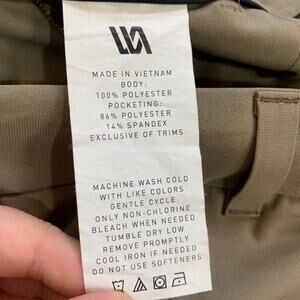 MADE IN VIETNAM
BODY:
100% POLYESTER
POCKETING:
86% POLYESTER
14% SPANDEX
EXCLUSIVE OF TRIMS
MACHINE WASH COLD
WITH LIKE COLORS
GENTLE CYCLE
ONLY NON-CHLORINE
BLEACH WHEN NEEDED
TUMBLE DRY LOW
REMOVE PROMPTLY
COOL IRON IF NEEDED
DO NOT USE SOFTENERS